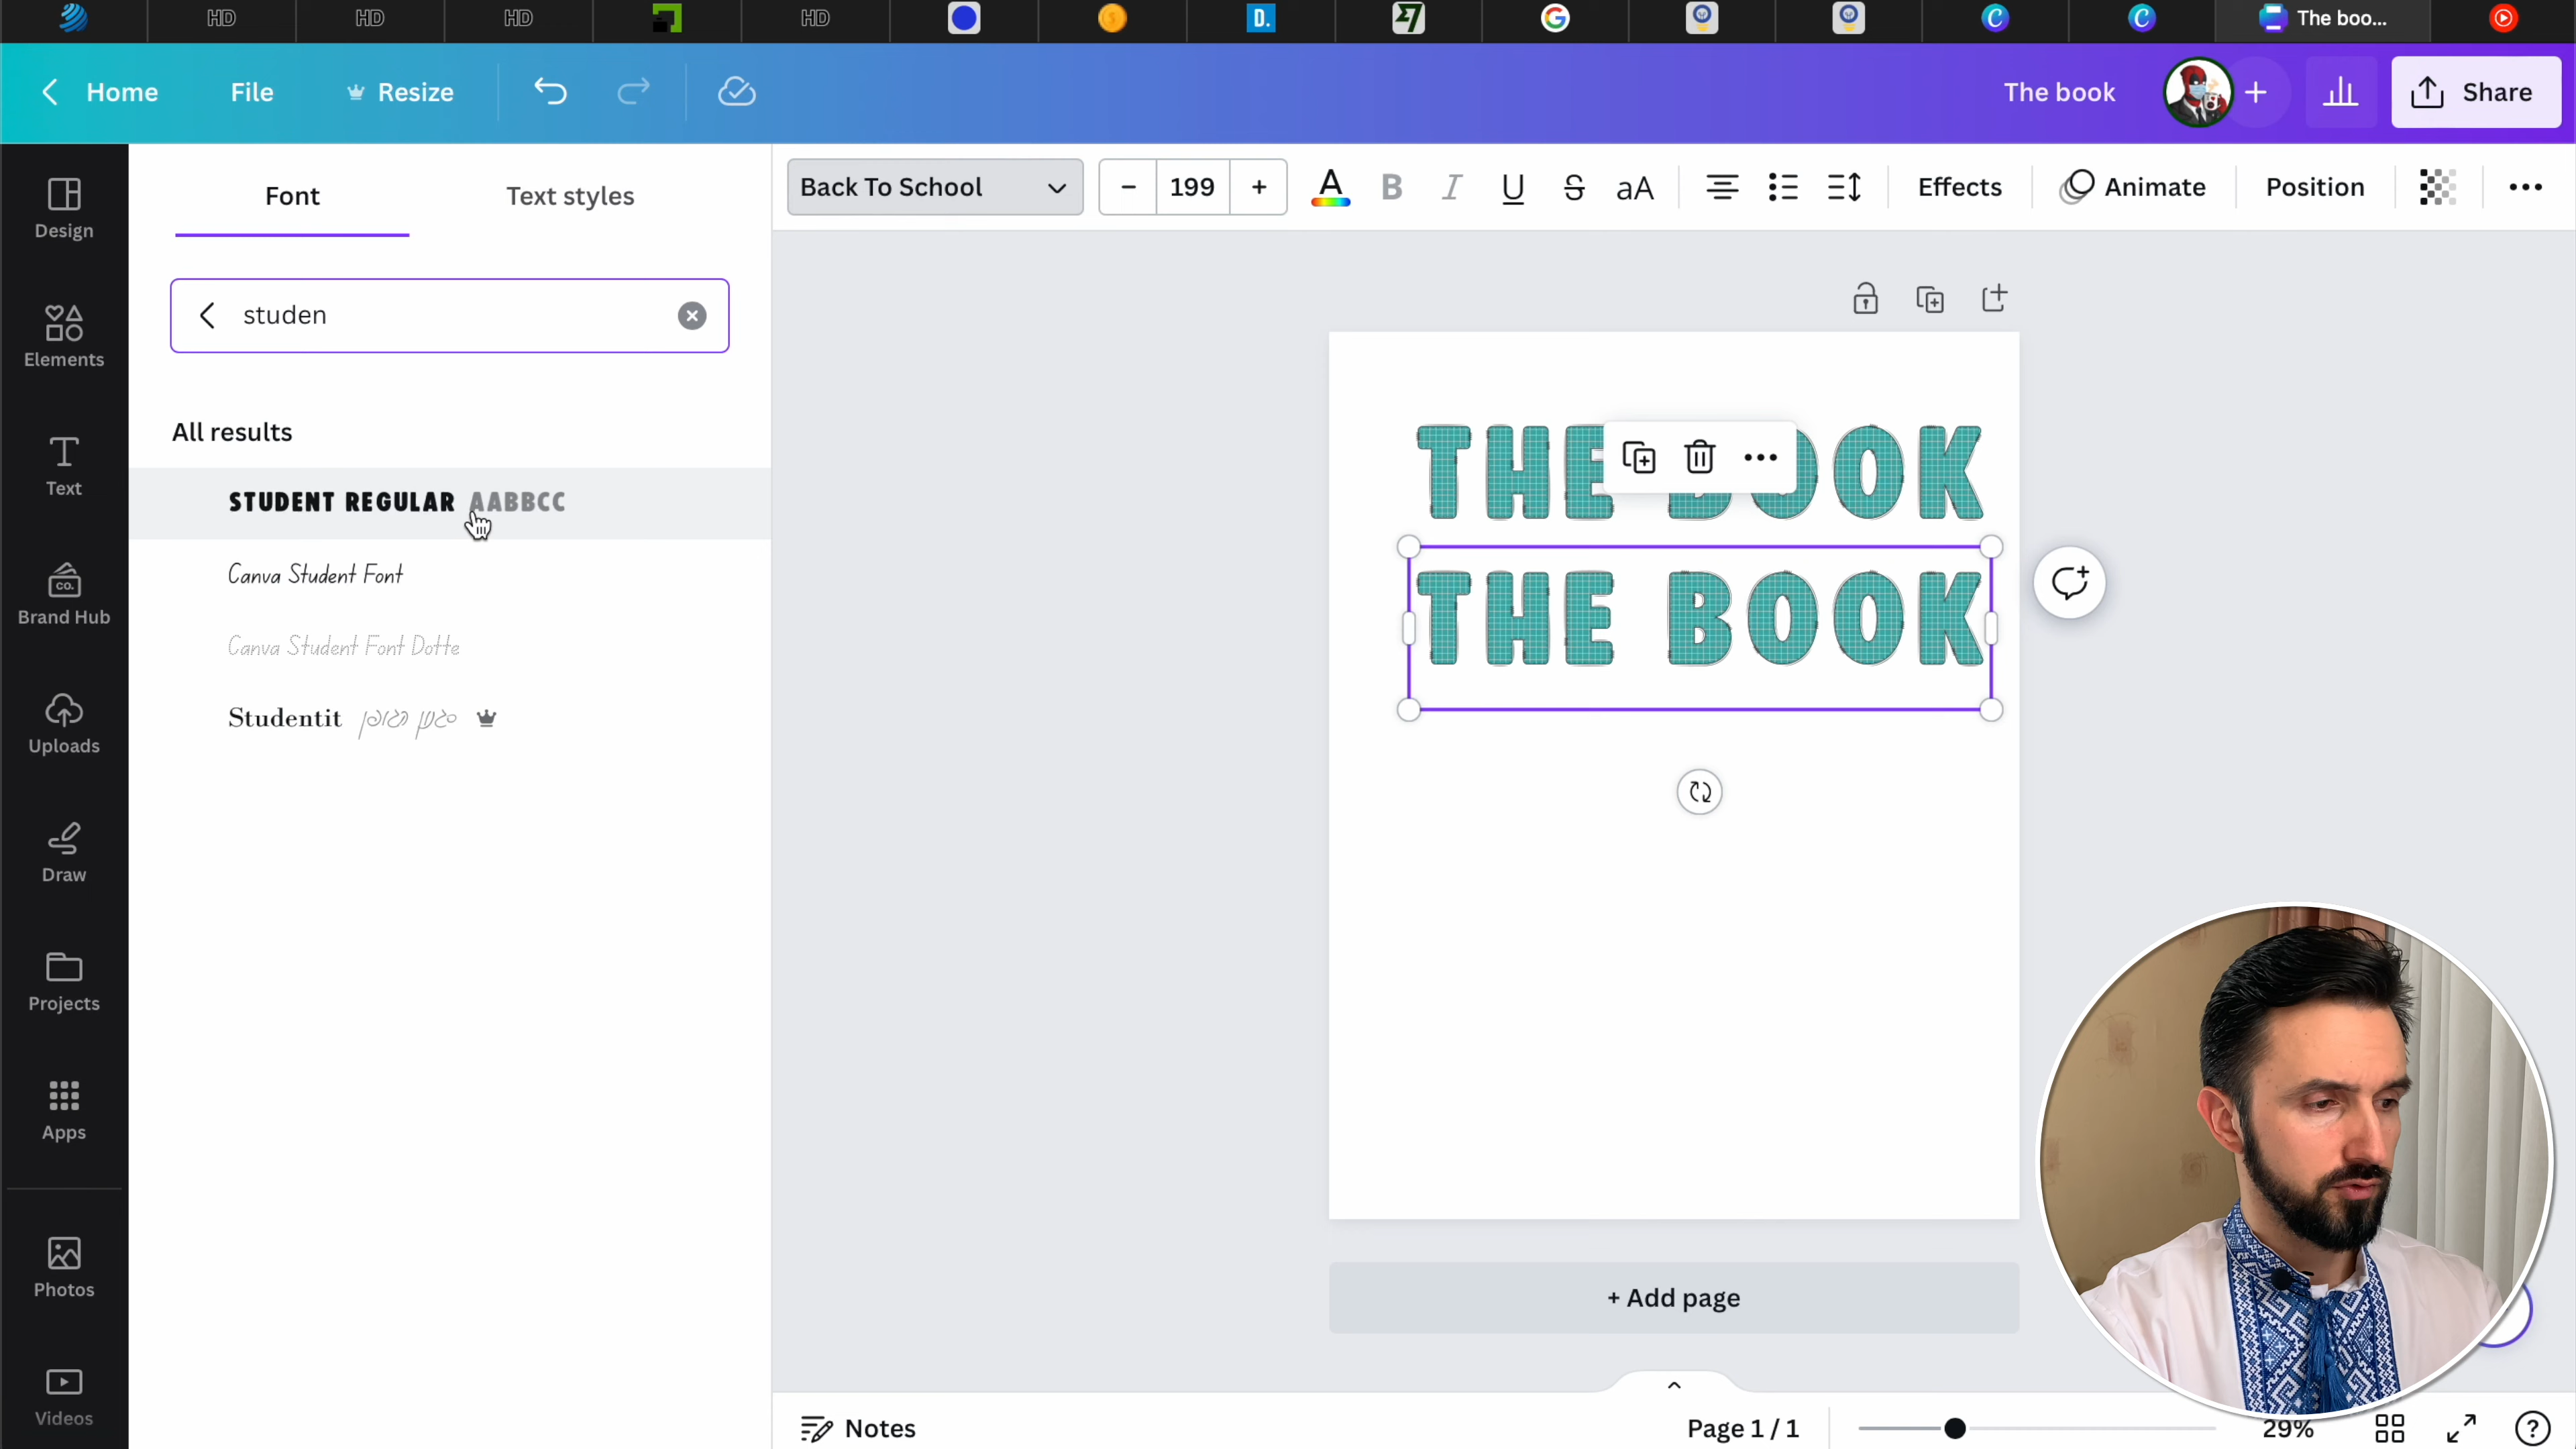 HD HD HD HD D. G C C The boo...
Home File Resize The book Share
Font Text styles
Back To School 199 A B I U S aA Effects Animate Position
studen
All results
STUDENT REGULAR AABBCC
Canva Student Font
Canva Student Font Dotte
Studentit
THE BOOK
THE BOOK
Design
Elements
Text
CO.
Brand Hub
Uploads
Draw
Projects
Apps
Photos
Videos
+ Add page
Notes Page 1 / 1 29% ?